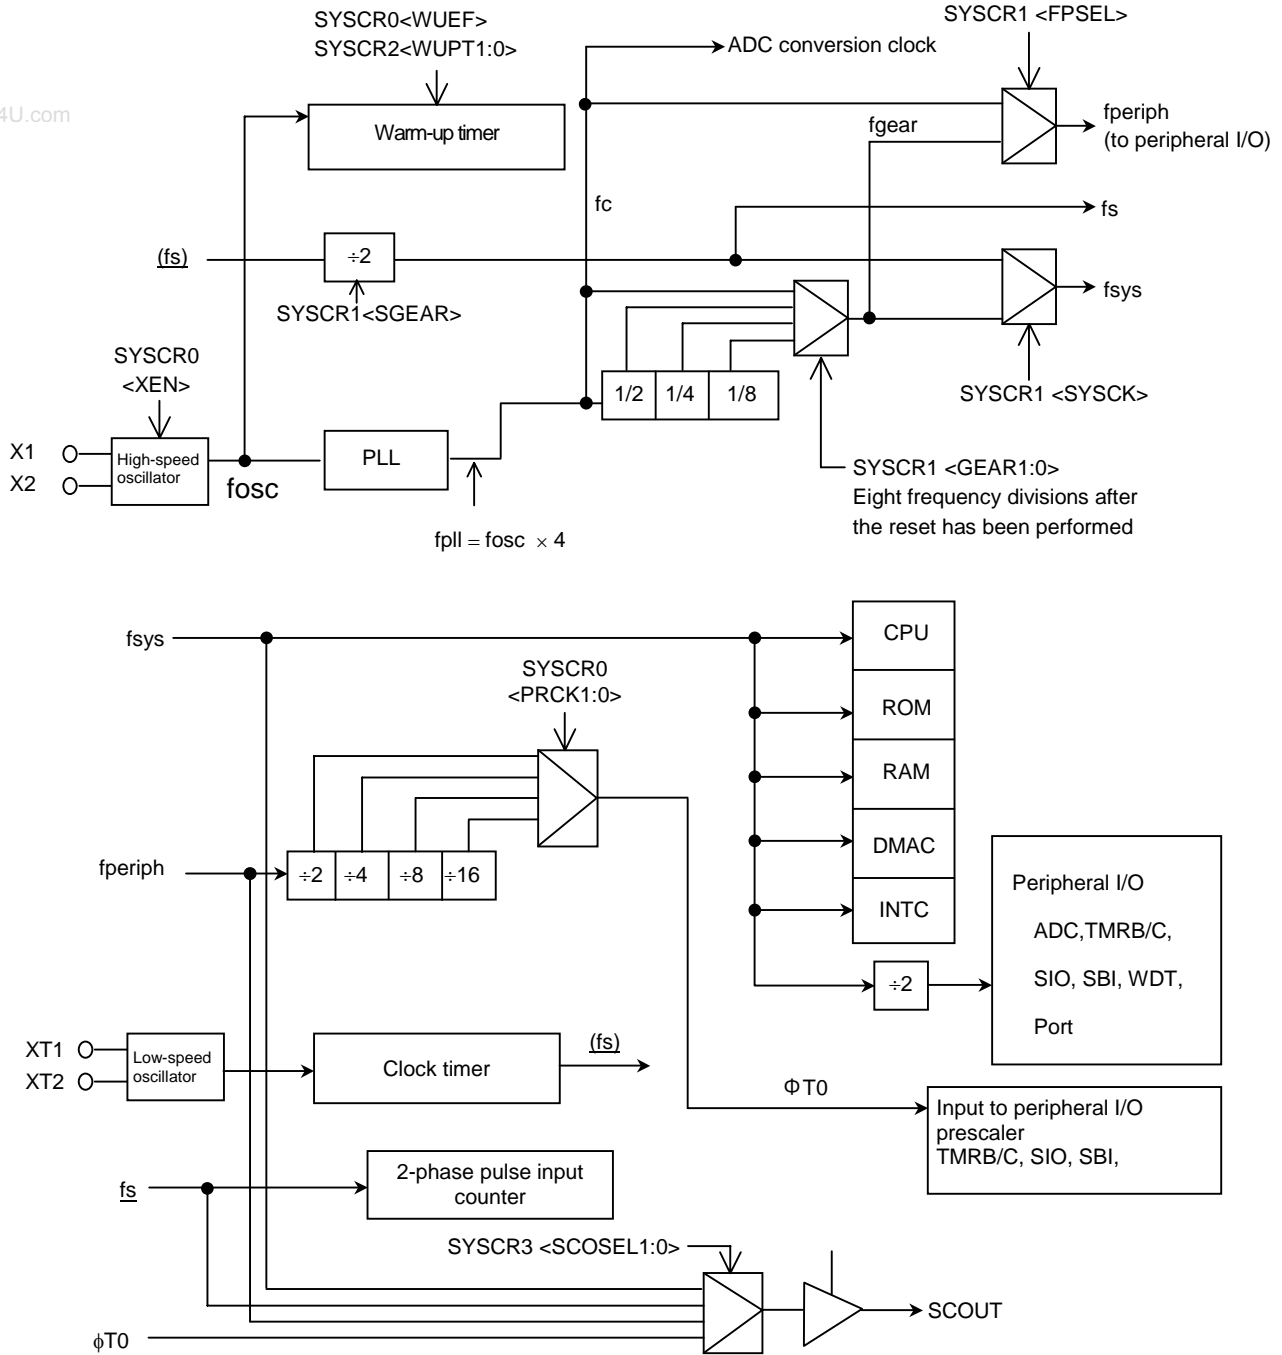 SYSCR0<WUEF>
SYSCR2<WUPT1:0>
SYSCR1 <FPSEL>
ADC conversion clock
4U.com
Warm-up timer
fgear
fperiph
(to peripheral I/O)
fc
fs
(fs)
÷2
SYSCR1<SGEAR>
fsys
SYSCR0
<XEN>
1/2
1/4
1/8
SYSCR1 <SYSCK>
X1
X2
High-speed
oscillator
fosc
PLL
SYSCR1 <GEAR1:0>
Eight frequency divisions after
the reset has been performed
fpll = fosc × 4
fsys
CPU
SYSCR0
<PRCK1:0>
ROM
RAM
DMAC
fperiph
÷2
÷4
÷8
÷16
INTC
Peripheral I/O
ADC,TMRB/C,
SIO, SBI, WDT,
Port
÷2
XT1
XT2
Low-speed
oscillator
Clock timer
(fs)
ΦT0
Input to peripheral I/O
prescaler
TMRB/C, SIO, SBI,
fs
2-phase pulse input
counter
SYSCR3 <SCOSEL1:0>
SCOUT
ϕT0